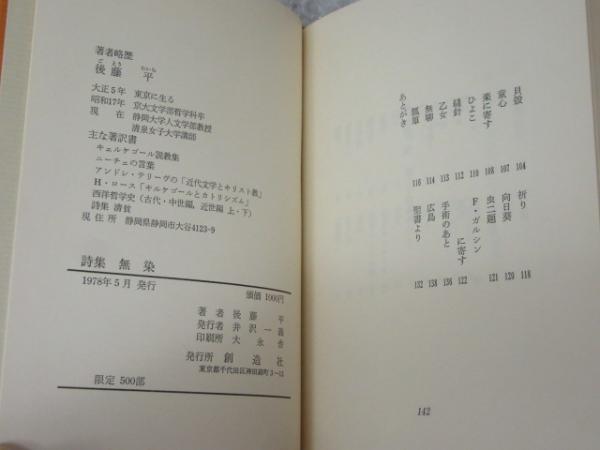 貝殻 104
童心 107
薬に寄す 108
ひよこ 110
縫針 112
乙女 113
無聊 114
狐軍 116
あとがき
祈り 118
向日葵 120
虫二題 121
F・ガルシンに寄す 122
手術のあと 136
広島 138
聖書より 132
142
著者略歴
後藤 平
大正5年 東京に生る
昭和17年 京大文学部哲学科卒
現在 静岡大学人文学部教授
清泉女子大学講師
主な著訳書
キェルケゴール説教集
ニーチェの言葉
アンドレ・テリーヴの「近代文学とキリスト教」
H・ロース「キルケゴールとカトリシズム」
西洋哲学史(古代・中世編,近世編 上・下)
詩集 清貧
現住所 静岡県静岡市大谷4123-9
詩集 無染
1978年5月 発行
頒価 1000円
著者 後藤 平
発行者 井沢一義
印刷所 大永舎
発行所 創造社
東京都千代田区神田錦町3-15
限定 500部